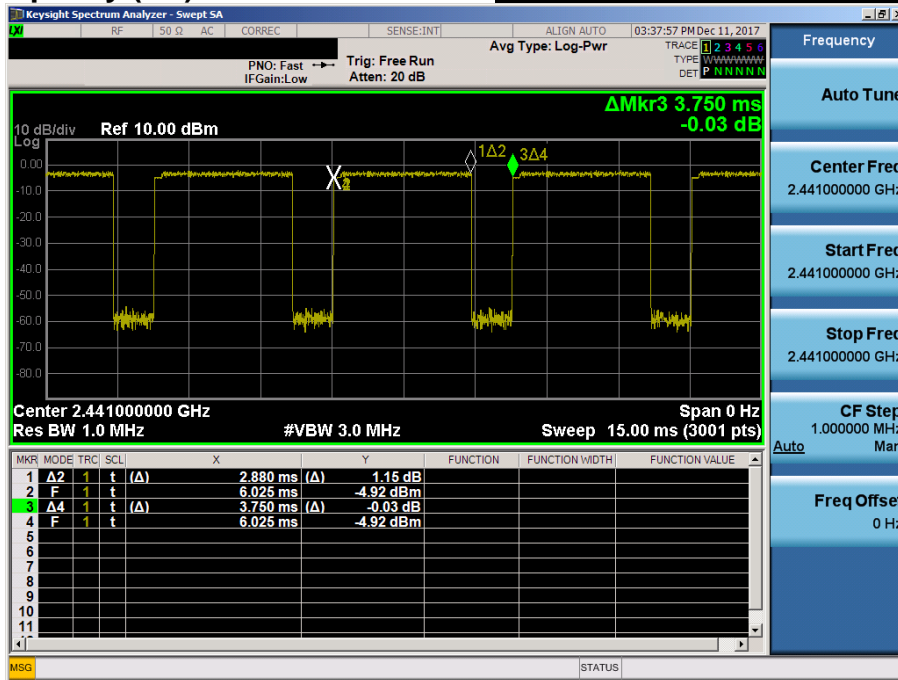 Keysight Spectrum Analyzer - Swept SA
LXI RF 50 Ω AC CORREC SENSE:INT ALIGN AUTO 03:37:57 PM Dec 11, 2017
Avg Type: Log-Pwr TRACE 1 2 3 4 5 6
PNO: Fast Trig: Free Run TYPE WWWWWW
IFGain:Low Atten: 20 dB DET P N N N N N
ΔMkr3 3.750 ms
-0.03 dB
10 dB/div Ref 10.00 dBm
Log
1Δ2 3Δ4
0.00
-10.0
-20.0
-30.0
-40.0
-50.0
-60.0
-70.0
-80.0
Center 2.441000000 GHz Span 0 Hz
Res BW 1.0 MHz #VBW 3.0 MHz Sweep 15.00 ms (3001 pts)
MKR MODE TRC SCL X Y FUNCTION FUNCTION WIDTH FUNCTION VALUE
1 Δ2 1 t (Δ) 2.880 ms (Δ) 1.15 dB
2 F 1 t 6.025 ms -4.92 dBm
3 Δ4 1 t (Δ) 3.750 ms (Δ) -0.03 dB
4 F 1 t 6.025 ms -4.92 dBm
5
6
7
8
9
10
11
MSG STATUS
Frequency
Auto Tune
Center Freq
2.441000000 GHz
Start Freq
2.441000000 GHz
Stop Freq
2.441000000 GHz
CF Step
1.000000 MHz
Auto Man
Freq Offset
0 Hz